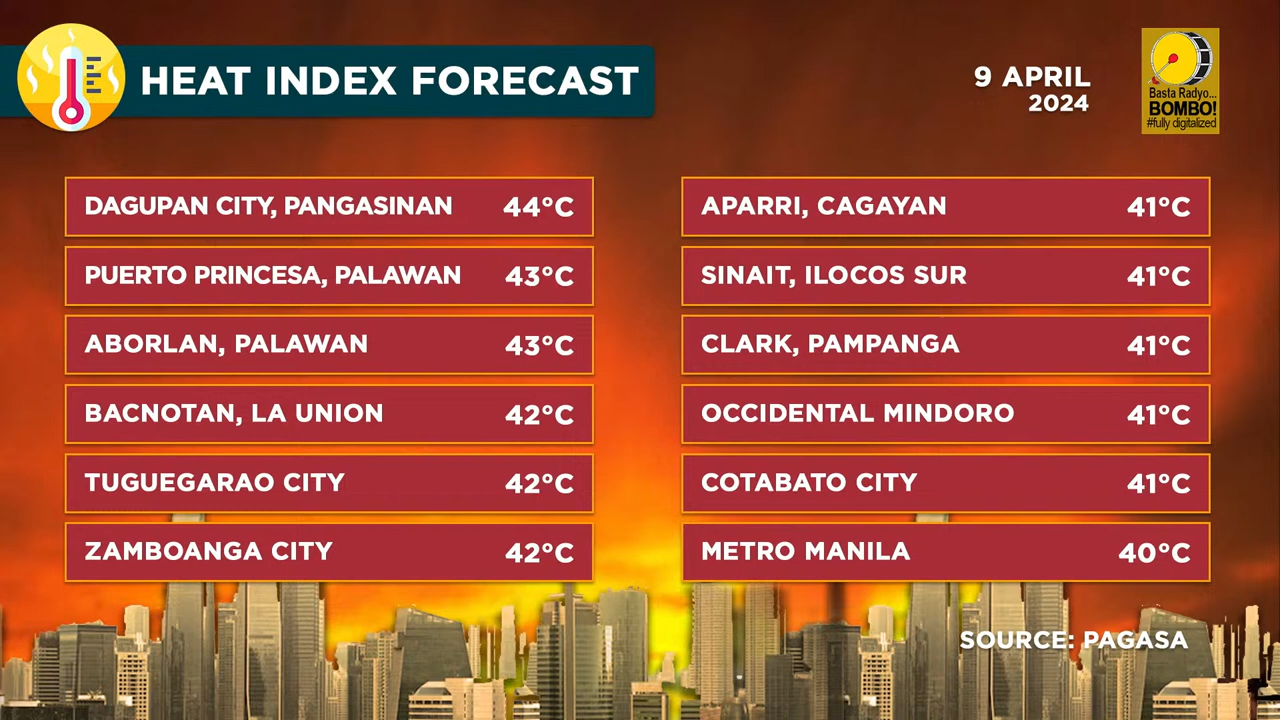 HEAT INDEX FORECAST
9 APRIL
2024
Basta Radyo...
BOMBO!
#fully digitalized
DAGUPAN CITY, PANGASINAN 44°C
PUERTO PRINCESA, PALAWAN 43°C
ABORLAN, PALAWAN 43°C
BACNOTAN, LA UNION 42°C
TUGUEGARAO CITY 42°C
ZAMBOANGA CITY 42°C
APARRI, CAGAYAN 41°C
SINAIT, ILOCOS SUR 41°C
CLARK, PAMPANGA 41°C
OCCIDENTAL MINDORO 41°C
COTABATO CITY 41°C
METRO MANILA 40°C
SOURCE: PAGASA